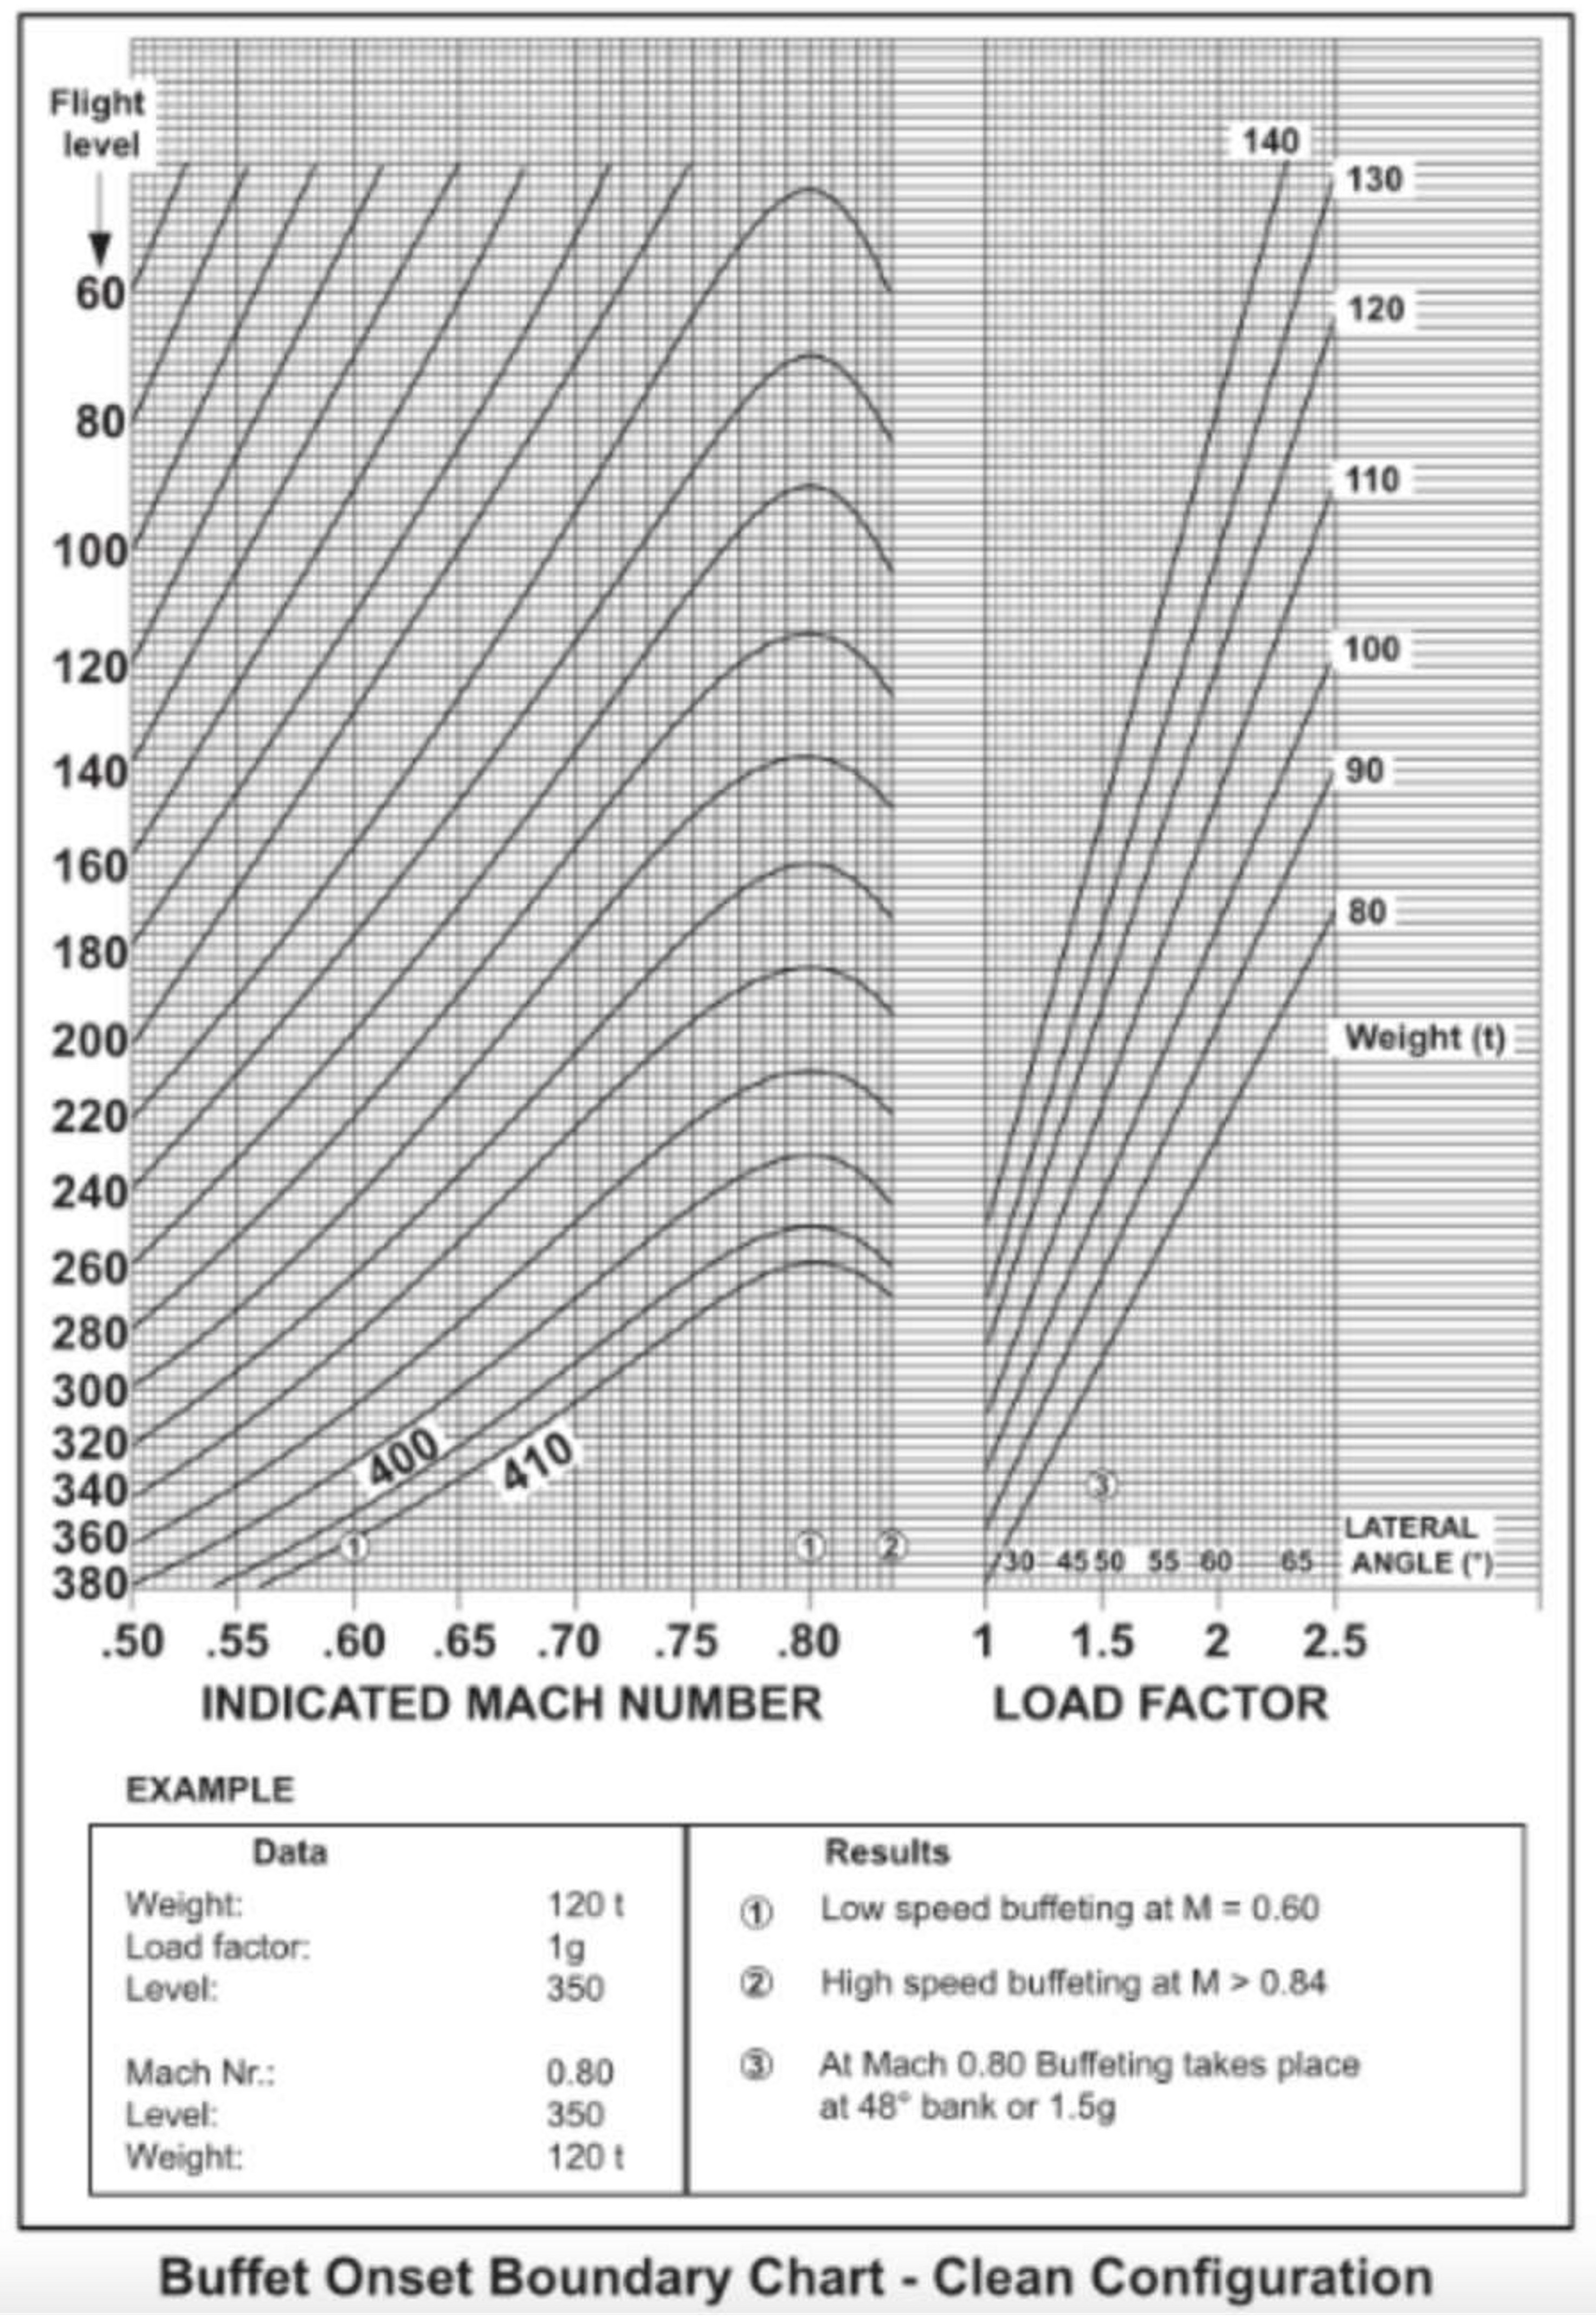 Flight
level
140
130
60
120
80
110
100
100
120
140
90
160
80
180
200
Weight (t)
220
240
260
280
300
320
400
410
340
③
360
LATERAL
①
①
②
30 45 50 55 60 65
ANGLE (°)
380
.50 .55 .60 .65 .70 .75 .80 1 1.5 2 2.5
INDICATED MACH NUMBER
LOAD FACTOR
EXAMPLE
Data
Weight: 120 t
Load factor: 1g
Level: 350
Mach Nr.: 0.80
Level: 350
Weight: 120 t
Results
① Low speed buffeting at M = 0.60
② High speed buffeting at M > 0.84
③ At Mach 0.80 Buffeting takes place
at 48° bank or 1.5g
Buffet Onset Boundary Chart - Clean Configuration